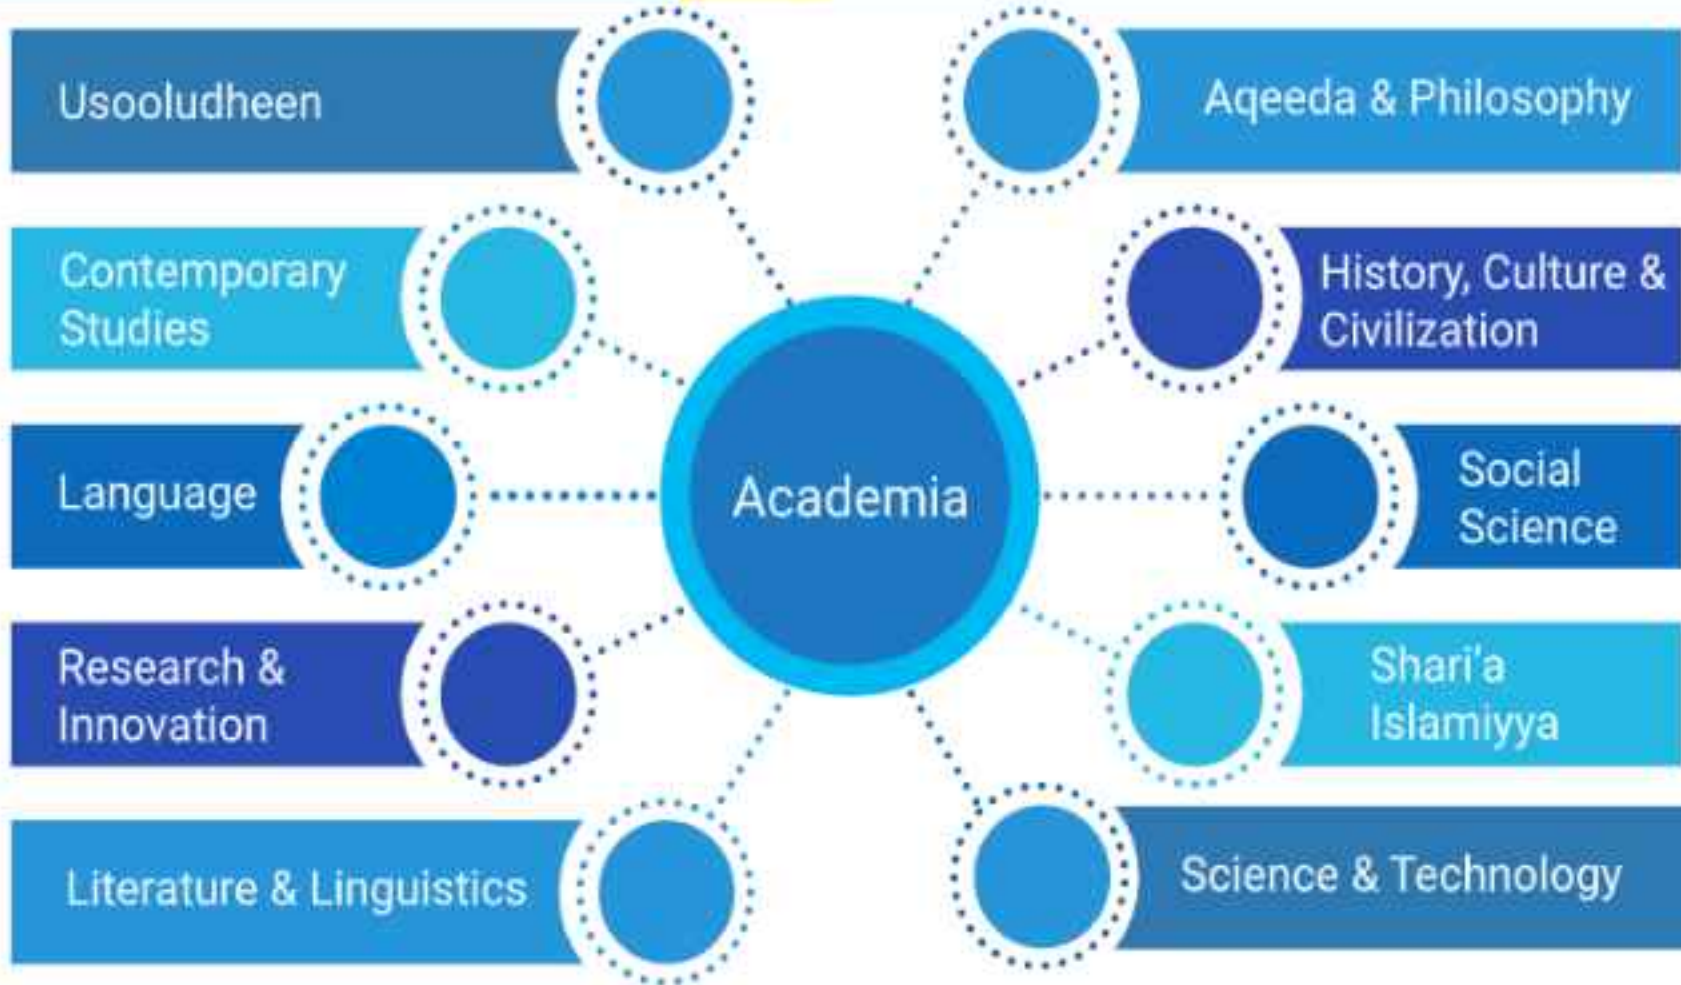 Usooludheen
Aqeeda & Philosophy
Contemporary
Studies
History, Culture &
Civilization
Language
Academia
Social
Science
Research &
Innovation
Shari'a
Islamiyya
Literature & Linguistics
Science & Technology